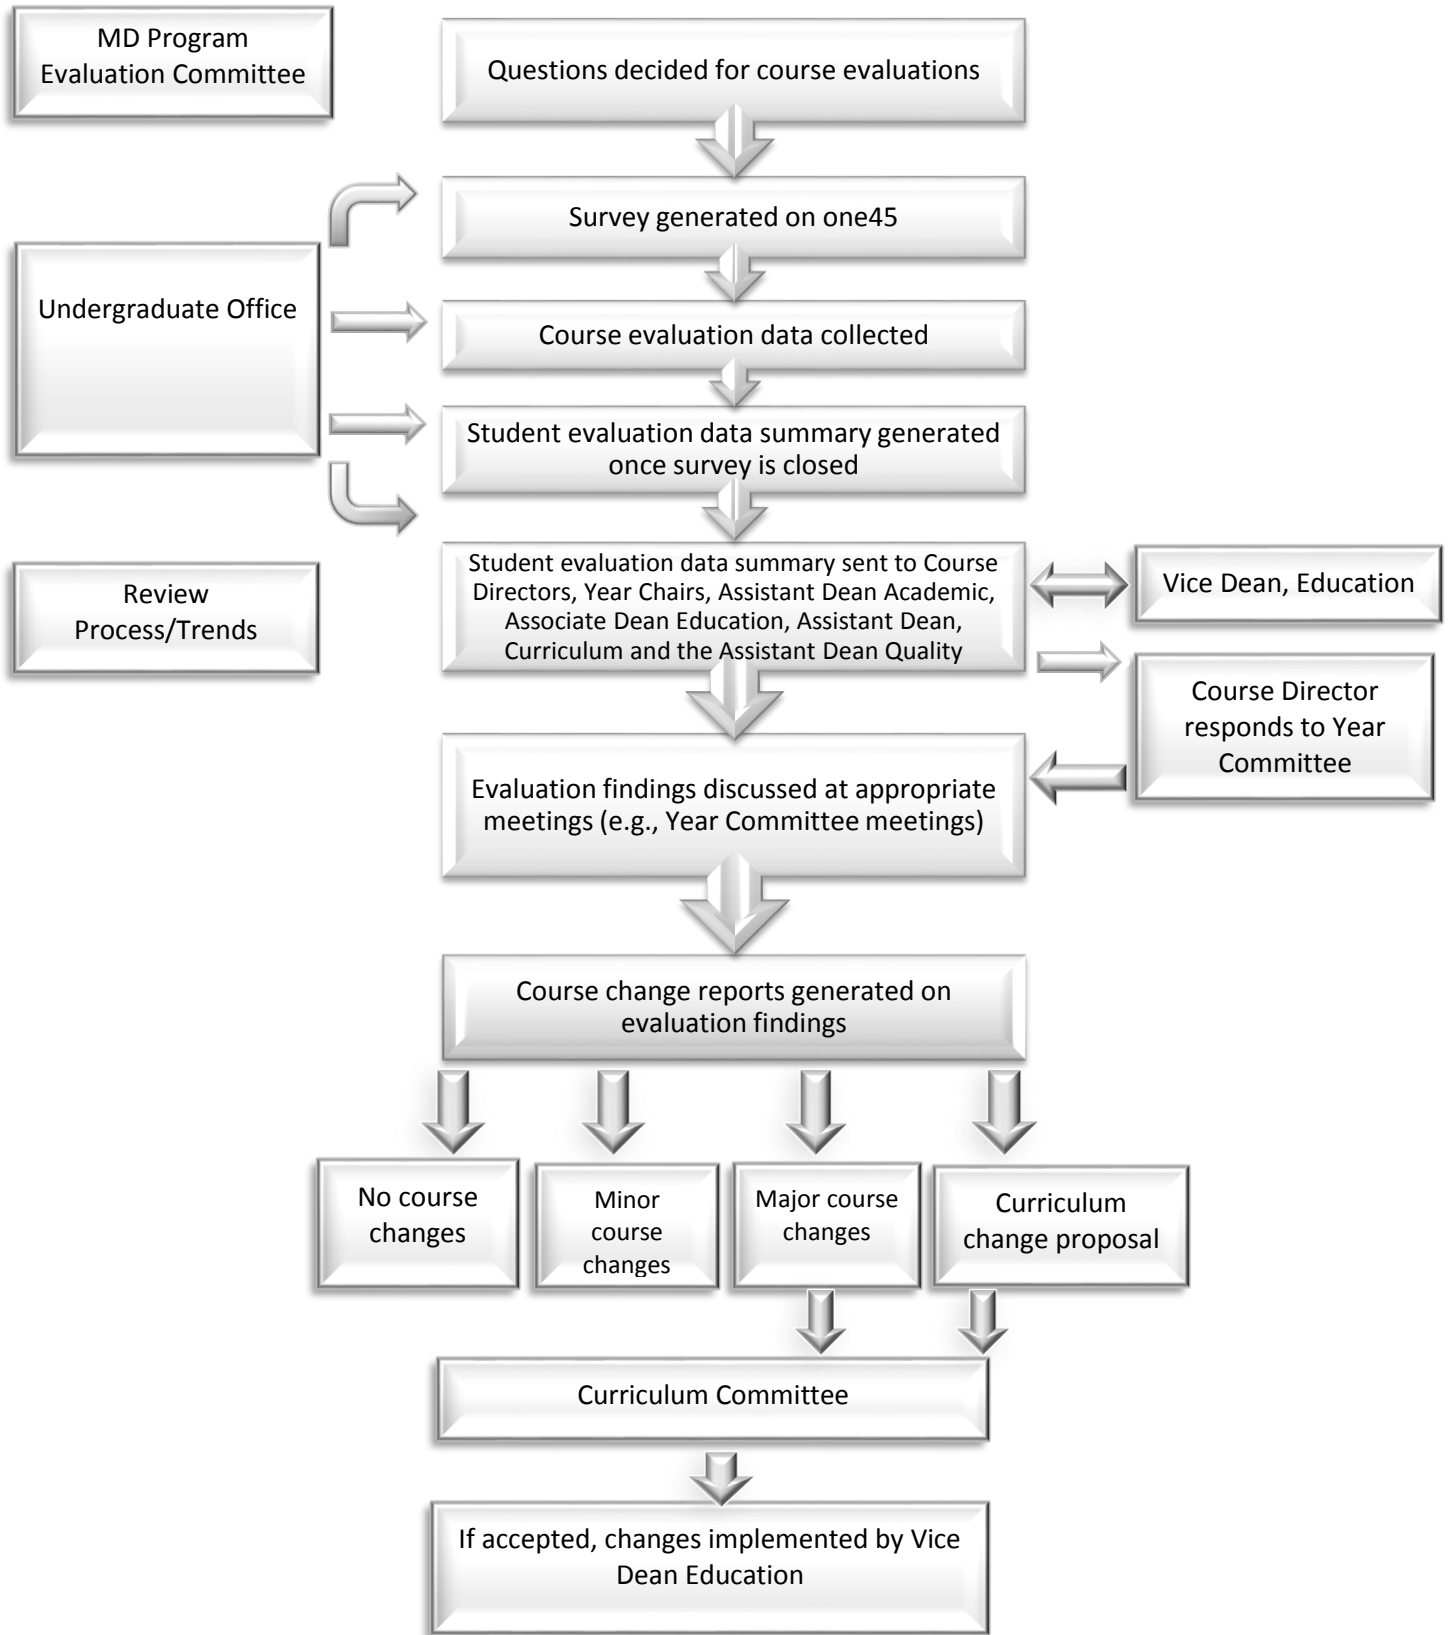 MD Program
Evaluation Committee
Questions decided for course evaluations
Survey generated on one45
Undergraduate Office
Course evaluation data collected
Student evaluation data summary generated
once survey is closed
Review
Process/Trends
Student evaluation data summary sent to Course
Directors, Year Chairs, Assistant Dean Academic,
Associate Dean Education, Assistant Dean,
Curriculum and the Assistant Dean Quality
Vice Dean, Education
Course Director
responds to Year
Committee
Evaluation findings discussed at appropriate
meetings (e.g., Year Committee meetings)
Course change reports generated on
evaluation findings
No course
changes
Minor
course
changes
Major course
changes
Curriculum
change proposal
Curriculum Committee
If accepted, changes implemented by Vice
Dean Education